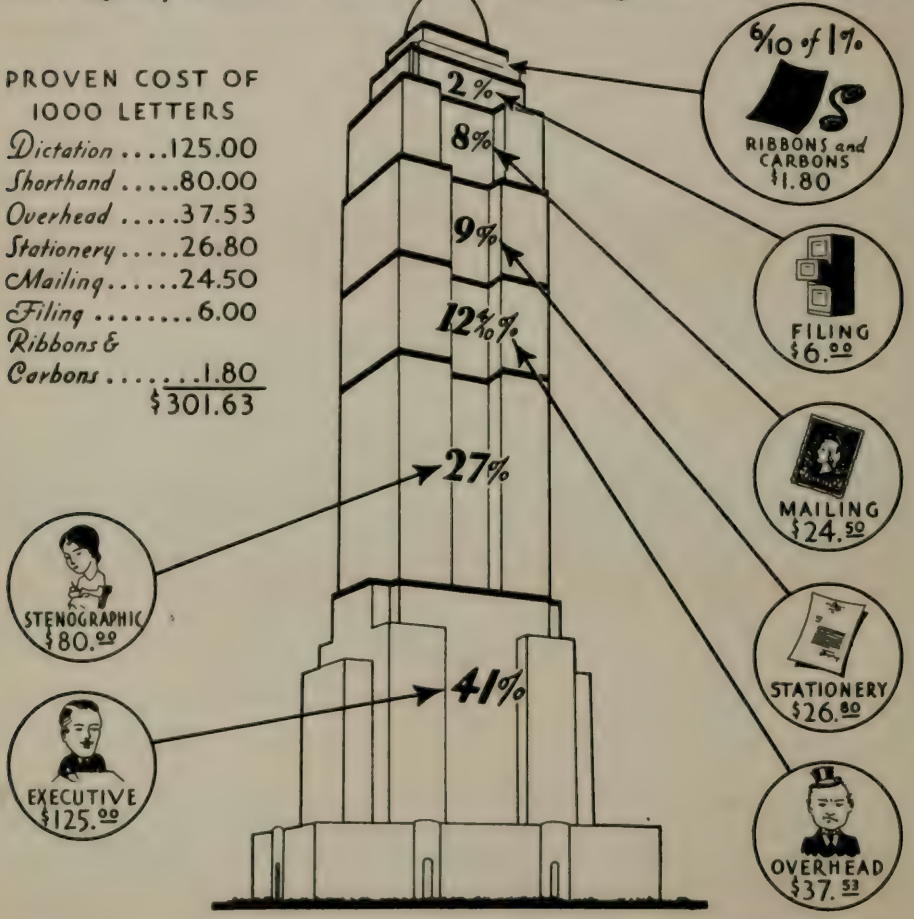 PROVEN COST OF
1000 LETTERS
Dictation ....125.00
Shorthand .....80.00
Overhead .....37.53
Stationery .....26.80
Mailing......24.50
Filing ........6.00
Ribbons &
Carbons .......1.80
$301.63
2%
8%
9%
12 4/10 %
27%
41%
6/10 of 1%
RIBBONS and
CARBONS
$1.80
FILING
$6.00
MAILING
$24.50
STATIONERY
$26.80
OVERHEAD
$37.53
STENOGRAPHIC
$80.00
EXECUTIVE
$125.00